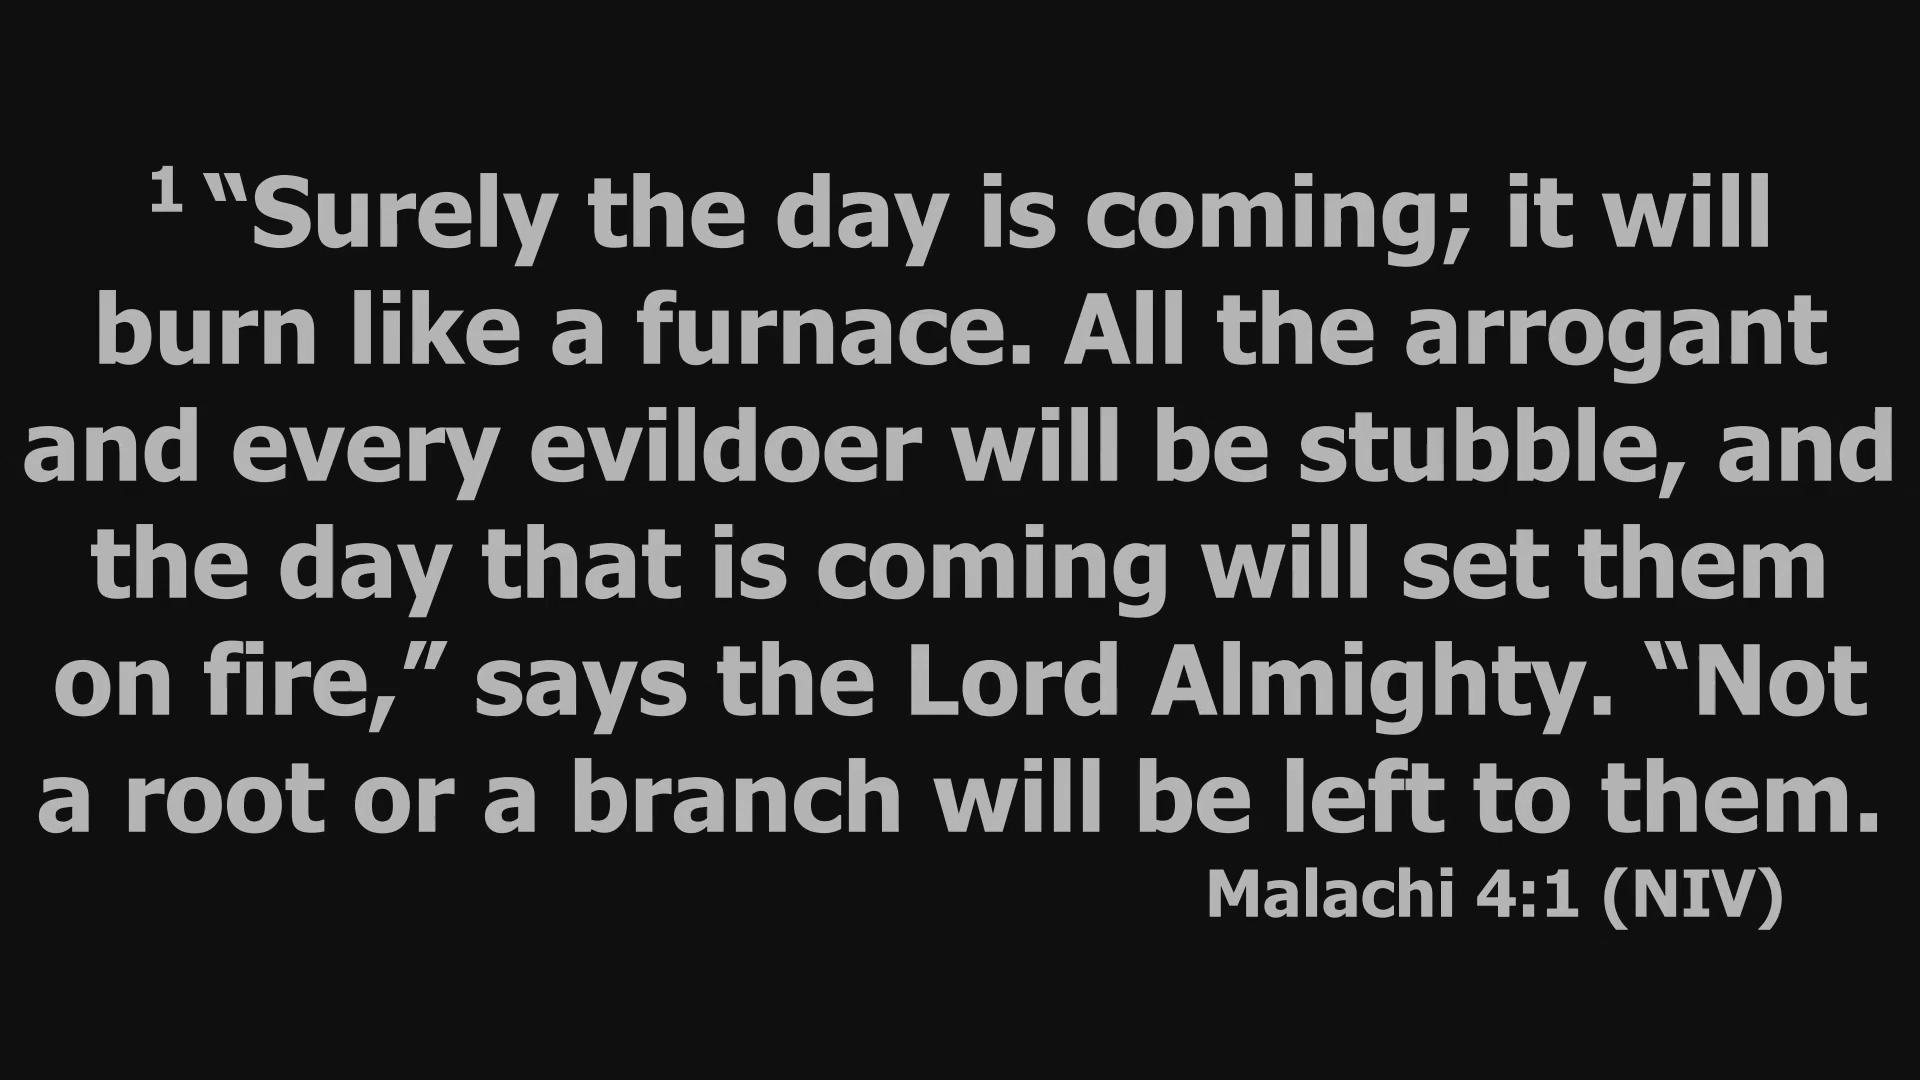 1 “Surely the day is coming; it will
burn like a furnace. All the arrogant
and every evildoer will be stubble, and
the day that is coming will set them
on fire,” says the Lord Almighty. “Not
a root or a branch will be left to them.
Malachi 4:1 (NIV)